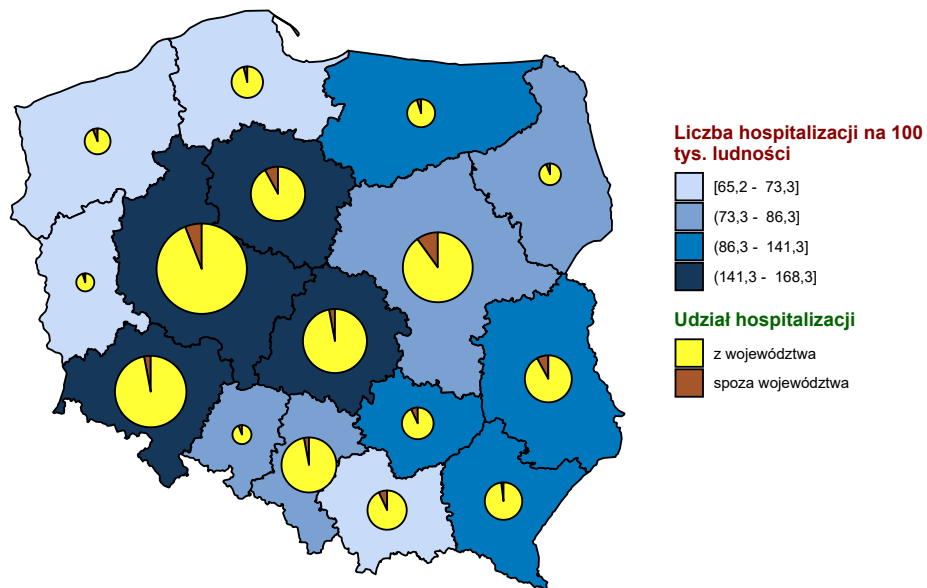 Liczba hospitalizacji na 100
tys. ludności
[65,2 - 73,3]
(73,3 - 86,3]
(86,3 - 141,3]
(141,3 - 168,3]
Udział hospitalizacji
z województwa
spoza województwa